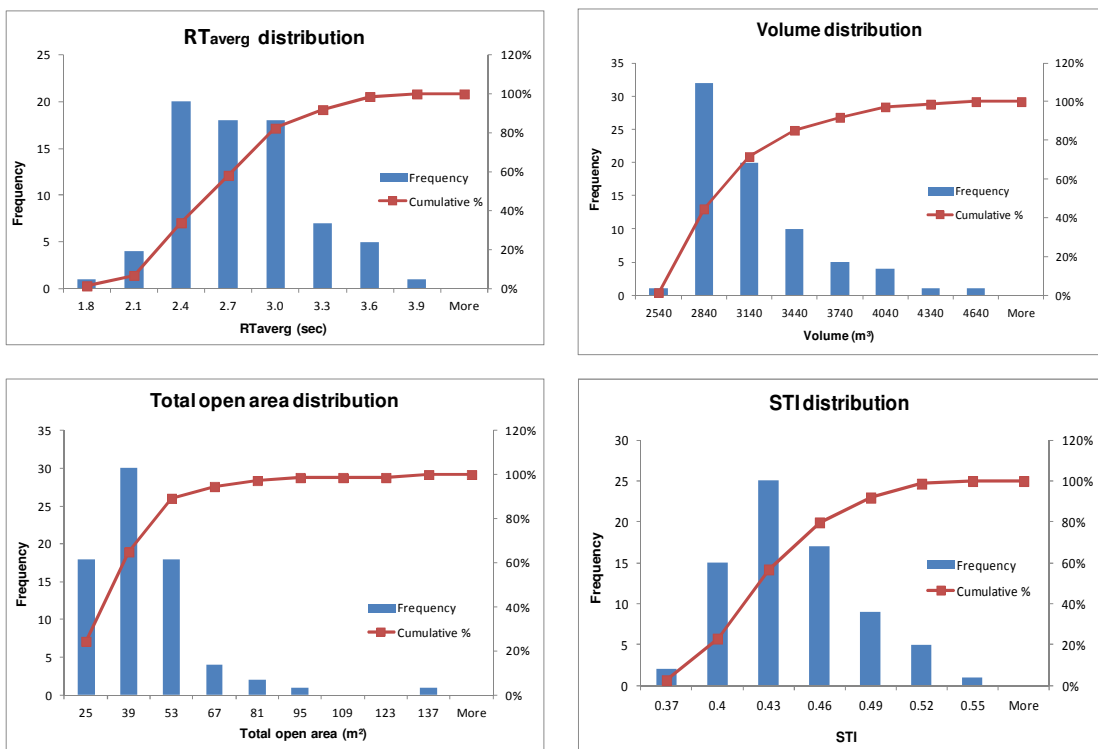 RTaverg distribution
25
20
15
10
5
0
120%
100%
80%
60%
40%
20%
0%
Frequency
Frequency
Cumulative %
1.8 2.1 2.4 2.7 3.0 3.3 3.6 3.9 More
RTaverg (sec)
Volume distribution
35
30
25
20
15
10
5
0
120%
100%
80%
60%
40%
20%
0%
Frequency
Frequency
Cumulative %
2540 2840 3140 3440 3740 4040 4340 4640 More
Volume (m³)
Total open area distribution
35
30
25
20
15
10
5
0
120%
100%
80%
60%
40%
20%
0%
Frequency
Frequency
Cumulative %
25 39 53 67 81 95 109 123 137 More
Total open area (m²)
STI distribution
30
25
20
15
10
5
0
120%
100%
80%
60%
40%
20%
0%
Frequency
Frequency
Cumulative %
0.37 0.4 0.43 0.46 0.49 0.52 0.55 More
STI